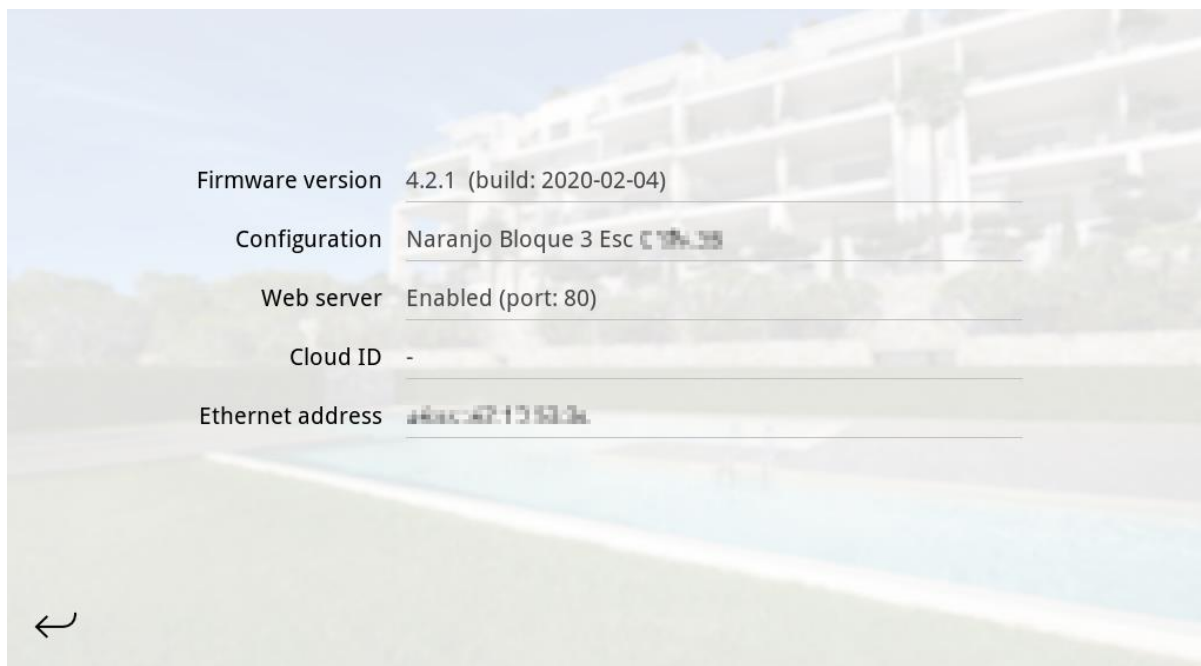 Firmware version 4.2.1 (build: 2020-02-04)
Configuration Naranjo Bloque 3 Esc
Web server Enabled (port: 80)
Cloud ID -
Ethernet address